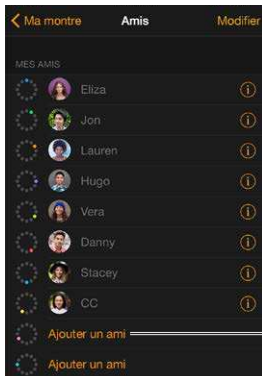 Ma montre Amis Modifier
MES AMIS
Eliza
Jon
Lauren
Hugo
Vera
Danny
Stacey
CC
Ajouter un ami
Ajouter un ami